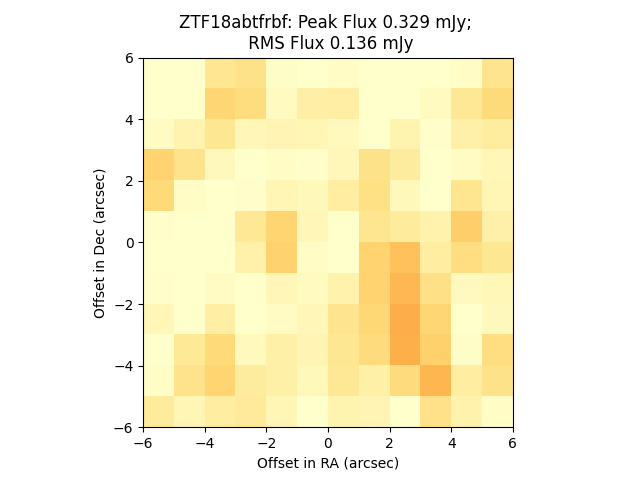 ZTF18abtfrbf: Peak Flux 0.329 mJy;
RMS Flux 0.136 mJy
6
4
2
0
−2
−4
−6
Offset in Dec (arcsec)
−6 −4 −2 0 2 4 6
Offset in RA (arcsec)